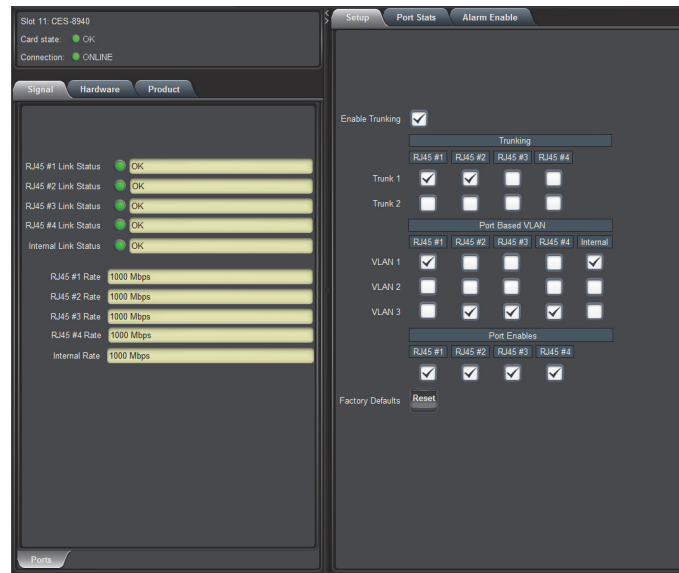 Slot 11: CES-8940
Card state: OK
Connection: ONLINE
Signal Hardware Product
RJ45 #1 Link Status OK
RJ45 #2 Link Status OK
RJ45 #3 Link Status OK
RJ45 #4 Link Status OK
Internal Link Status OK
RJ45 #1 Rate 1000 Mbps
RJ45 #2 Rate 1000 Mbps
RJ45 #3 Rate 1000 Mbps
RJ45 #4 Rate 1000 Mbps
Internal Rate 1000 Mbps
Ports
Setup Port Stats Alarm Enable
Enable Trunking
Trunking
RJ45 #1 RJ45 #2 RJ45 #3 RJ45 #4
Trunk 1
Trunk 2
Port Based VLAN
RJ45 #1 RJ45 #2 RJ45 #3 RJ45 #4 Internal
VLAN 1
VLAN 2
VLAN 3
Port Enables
RJ45 #1 RJ45 #2 RJ45 #3 RJ45 #4
Factory Defaults Reset